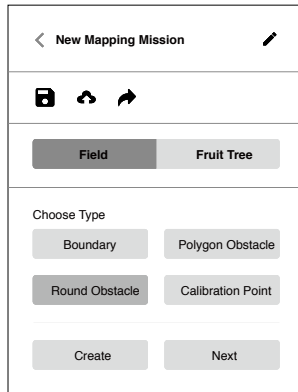 New Mapping Mission
Field Fruit Tree
Choose Type
Boundary Polygon Obstacle
Round Obstacle Calibration Point
Create Next